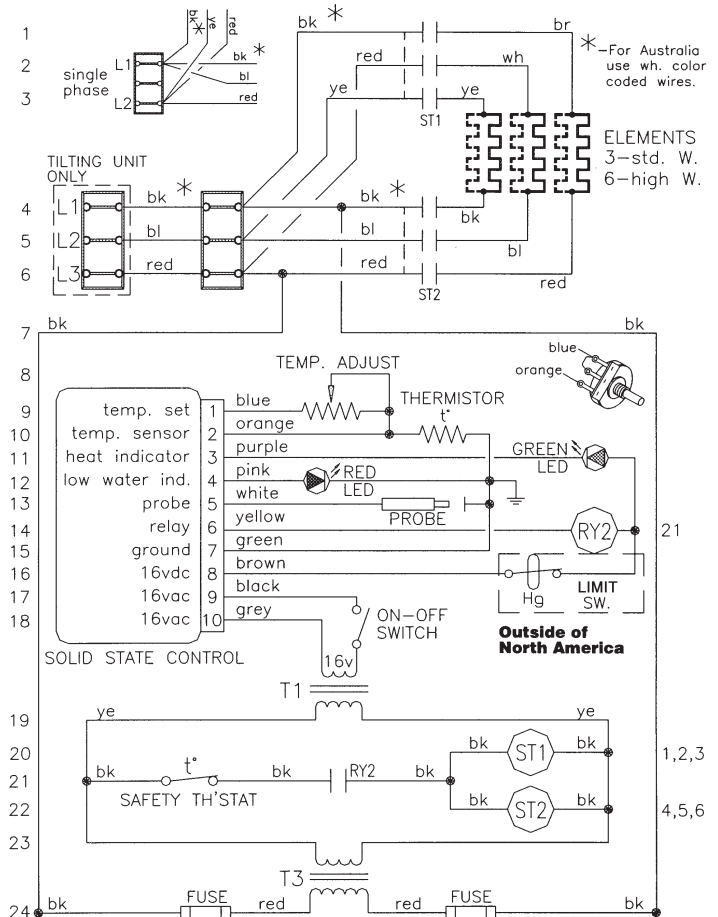 bk ye red
1 bk * br
2 single phase L1 * bk * red wh
bl
3 L2 red ye ye
ST1
* –For Australia
use wh. color
coded wires.
ELEMENTS
3–std. W.
6–high W.
TILTING UNIT
ONLY
4 L1 bk * bk * bk
5 L2 bl bl bl
6 L3 red red red
ST2
7 bk bk
8 TEMP. ADJUST
blue
orange
9 temp. set 1 blue THERMISTOR t°
10 temp. sensor 2 orange
11 heat indicator 3 purple GREEN LED
12 low water ind. 4 pink RED LED
13 probe 5 white PROBE
14 relay 6 yellow RY2 21
15 ground 7 green
16 16vdc 8 brown Hg LIMIT SW.
17 16vac 9 black
18 16vac 10 grey ON–OFF SWITCH
Outside of
North America
SOLID STATE CONTROL
16v
T1
19 ye ye
20 bk ST1 bk 1,2,3
21 bk t° bk RY2 bk
SAFETY TH'STAT
22 bk ST2 bk 4,5,6
23
T3
24 bk FUSE red red FUSE bk